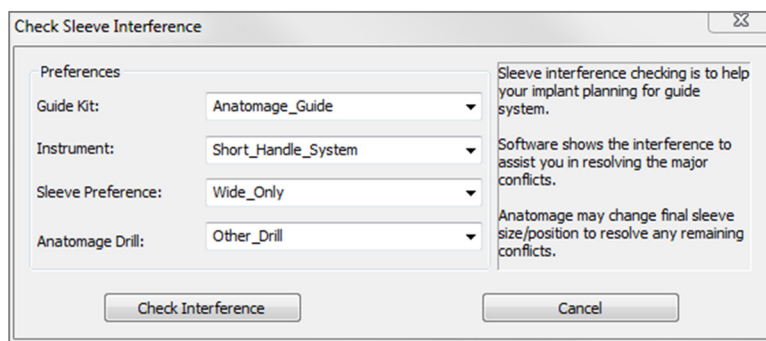 Check Sleeve Interference
Preferences
Guide Kit:
Anatomage_Guide
Instrument:
Short_Handle_System
Sleeve Preference:
Wide_Only
Anatomage Drill:
Other_Drill
Sleeve interference checking is to help
your implant planning for guide
system.
Software shows the interference to
assist you in resolving the major
conflicts.
Anatomage may change final sleeve
size/position to resolve any remaining
conflicts.
Check Interference
Cancel